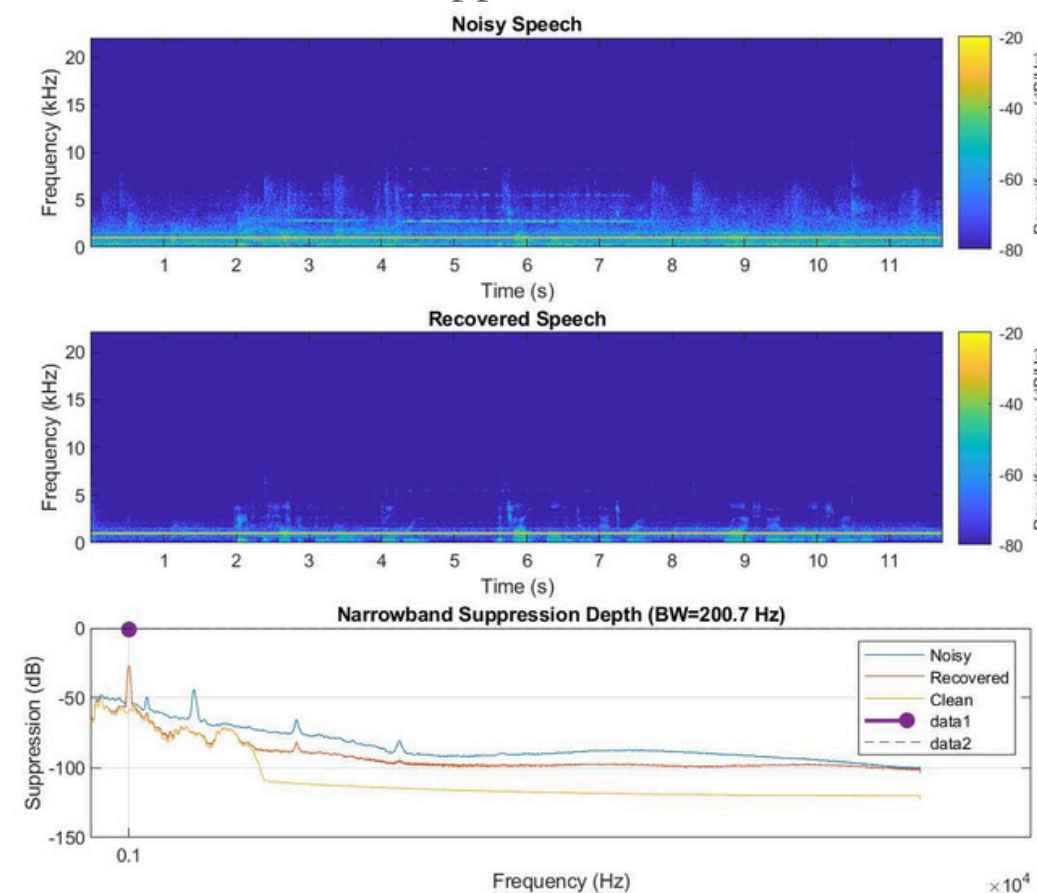 Noisy Speech
20
15
10
5
0
Frequency (kHz)
1 2 3 4 5 6 7 8 9 10 11
Time (s)
-20
-40
-60
-80
Recovered Speech
20
15
10
5
0
Frequency (kHz)
1 2 3 4 5 6 7 8 9 10 11
Time (s)
-20
-40
-60
-80
Narrowband Suppression Depth (BW=200.7 Hz)
0
-50
-100
-150
Suppression (dB)
Noisy
Recovered
Clean
data1
data2
0.1
Frequency (Hz)
×10⁴